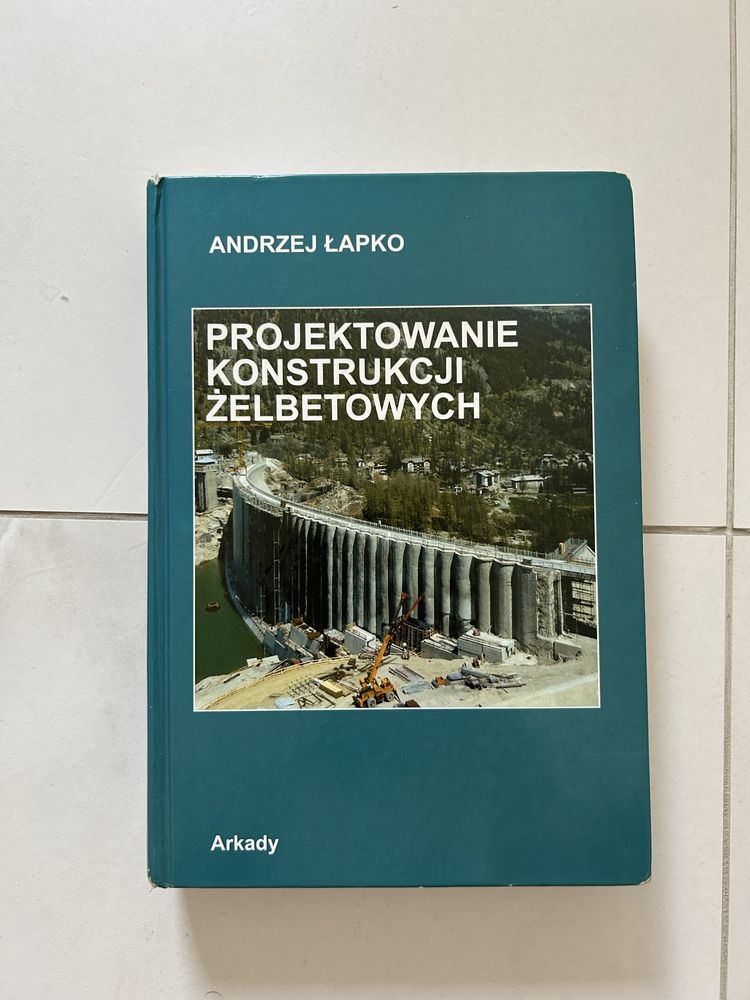 ANDRZEJ ŁAPKO
PROJEKTOWANIE
KONSTRUKCJI
ŻELBETOWYCH
Arkady